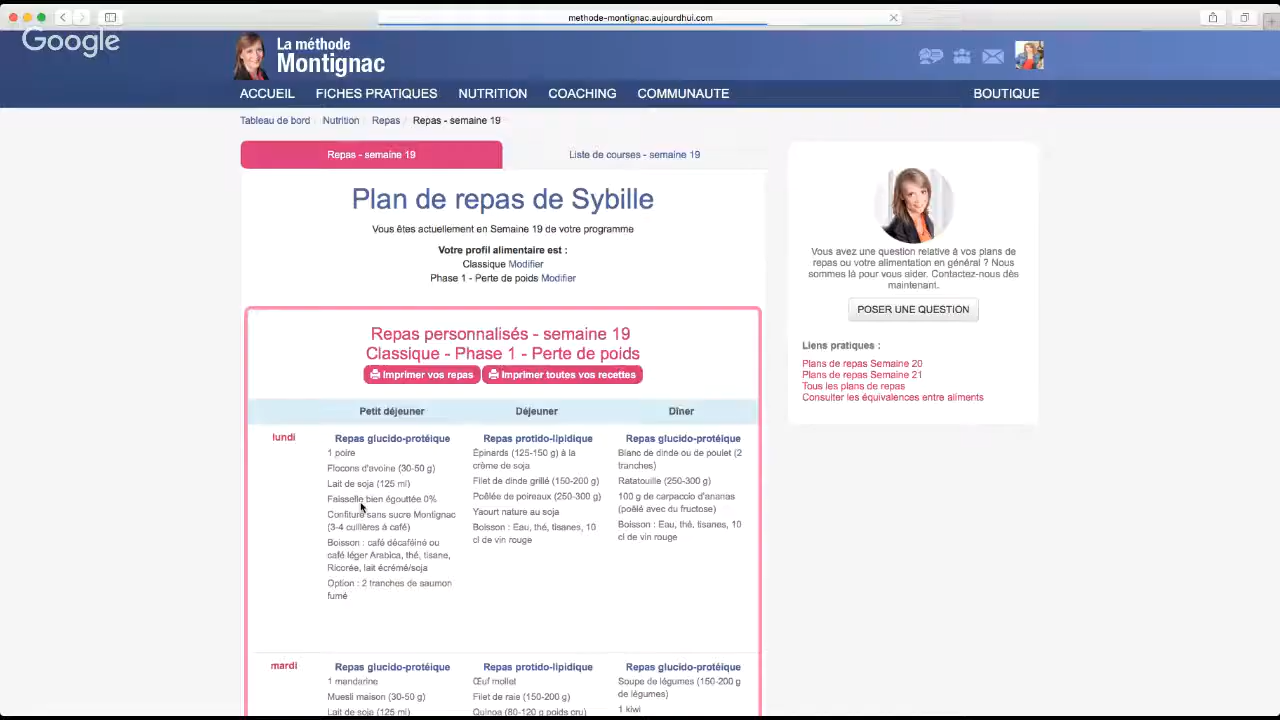 methode-montignac.aujourdhui.com
Google
La méthode
Montignac
ACCUEIL FICHES PRATIQUES NUTRITION COACHING COMMUNAUTE BOUTIQUE
Tableau de bord / Nutrition / Repas / Repas - semaine 19
Repas - semaine 19
Liste de courses - semaine 19
Plan de repas de Sybille
Vous êtes actuellement en Semaine 19 de votre programme
Votre profil alimentaire est :
Classique Modifier
Phase 1 - Perte de poids Modifier
Repas personnalisés - semaine 19
Classique - Phase 1 - Perte de poids
Imprimer vos repas
Imprimer toutes vos recettes
Petit déjeuner Déjeuner Dîner
lundi
Repas glucido-protéique
1 poire
Flocons d'avoine (30-50 g)
Lait de soja (125 ml)
Faisselle bien égouttée 0%
Confiture sans sucre Montignac
(3-4 cuillères à café)
Boisson : café décaféiné ou
café léger Arabica, thé, tisane,
Ricorée, lait écrémé/soja
Option : 2 tranches de saumon
fumé
Repas protido-lipidique
Épinards (125-150 g) à la
crème de soja
Filet de dinde grillé (150-200 g)
Poêlée de poireaux (250-300 g)
Yaourt nature au soja
Boisson : Eau, thé, tisanes, 10
cl de vin rouge
Repas glucido-protéique
Blanc de dinde ou de poulet (2
tranches)
Ratatouille (250-300 g)
100 g de carpaccio d'ananas
(poêlé avec du fructose)
Boisson : Eau, thé, tisanes, 10
cl de vin rouge
mardi
Repas glucido-protéique
1 mandarine
Muesli maison (30-50 g)
Lait de soja (125 ml)
Repas protido-lipidique
Œuf mollet
Filet de raie (150-200 g)
Quinoa (80-120 g poids cru)
Repas glucido-protéique
Soupe de légumes (150-200 g
de légumes)
1 kiwi
Vous avez une question relative à vos plans de
repas ou votre alimentation en général ? Nous
sommes là pour vous aider. Contactez-nous dès
maintenant.
POSER UNE QUESTION
Liens pratiques :
Plans de repas Semaine 20
Plans de repas Semaine 21
Tous les plans de repas
Consulter les équivalences entre aliments